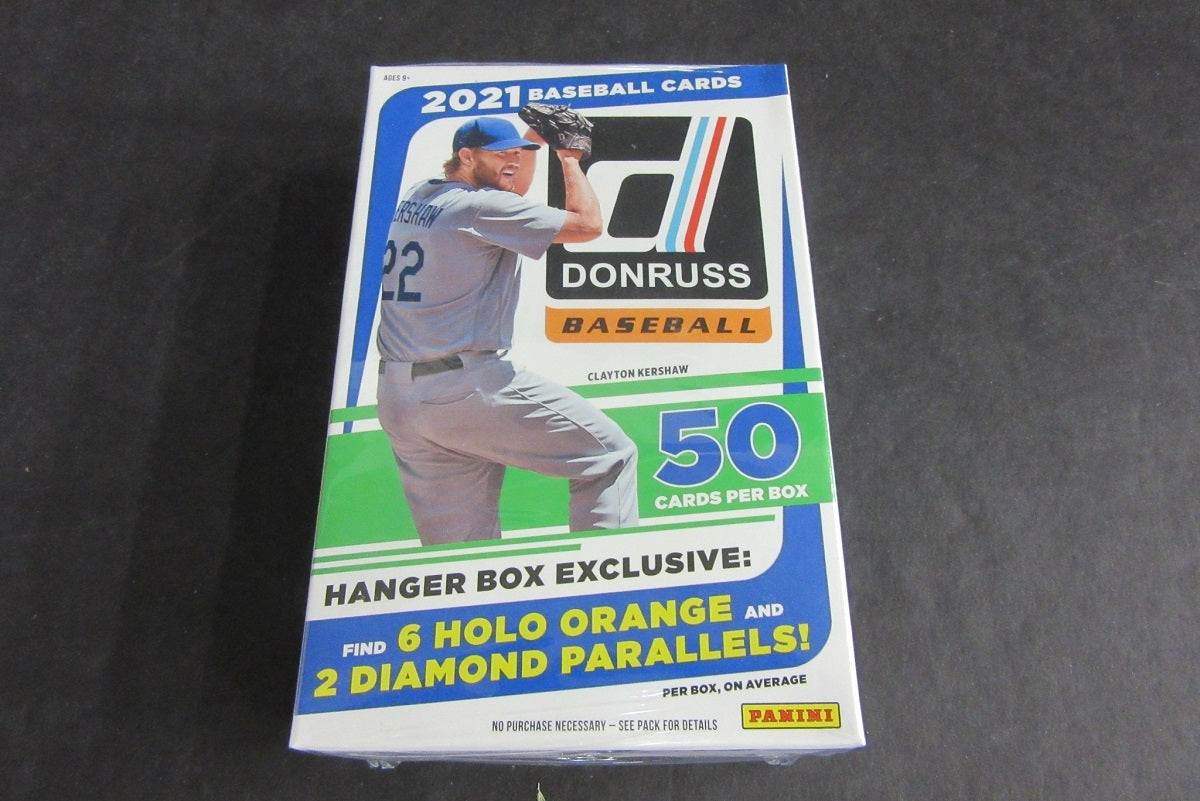 AGES 9+
2021 BASEBALL CARDS
ERSHAW
22
d
DONRUSS
BASEBALL
CLAYTON KERSHAW
50
CARDS PER BOX
HANGER BOX EXCLUSIVE:
FIND 6 HOLO ORANGE AND
2 DIAMOND PARALLELS!
PER BOX, ON AVERAGE
NO PURCHASE NECESSARY – SEE PACK FOR DETAILS
PANINI